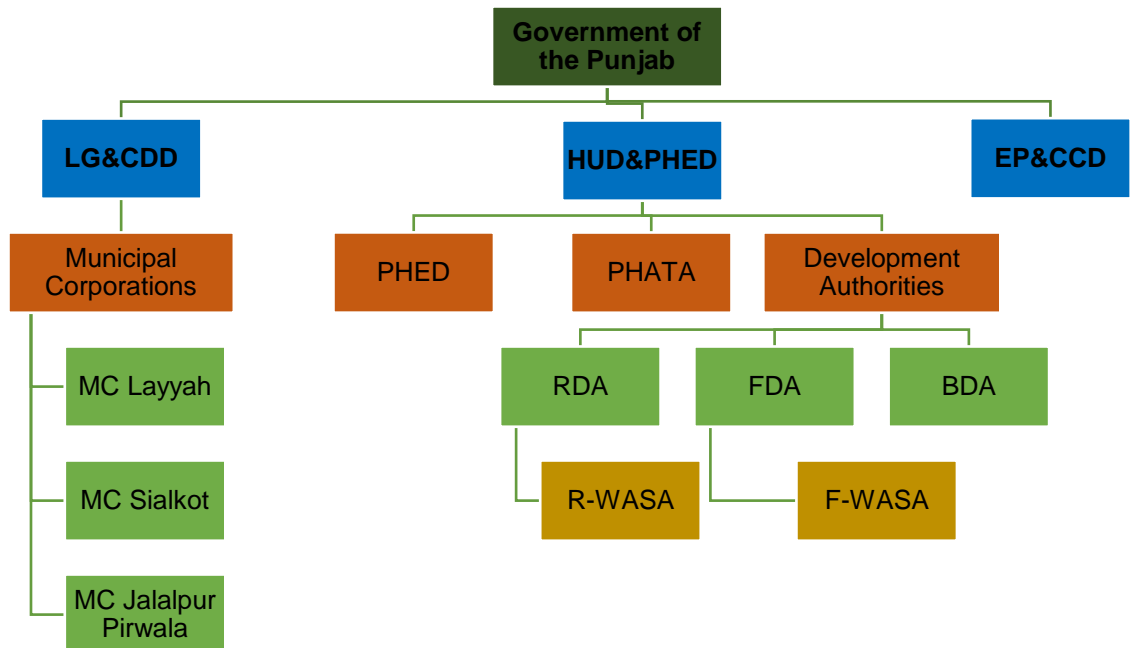 Government of
the Punjab
LG&CDD
HUD&PHED
EP&CCD
Municipal
Corporations
PHED
PHATA
Development
Authorities
MC Layyah
RDA
FDA
BDA
MC Sialkot
R-WASA
F-WASA
MC Jalalpur
Pirwala